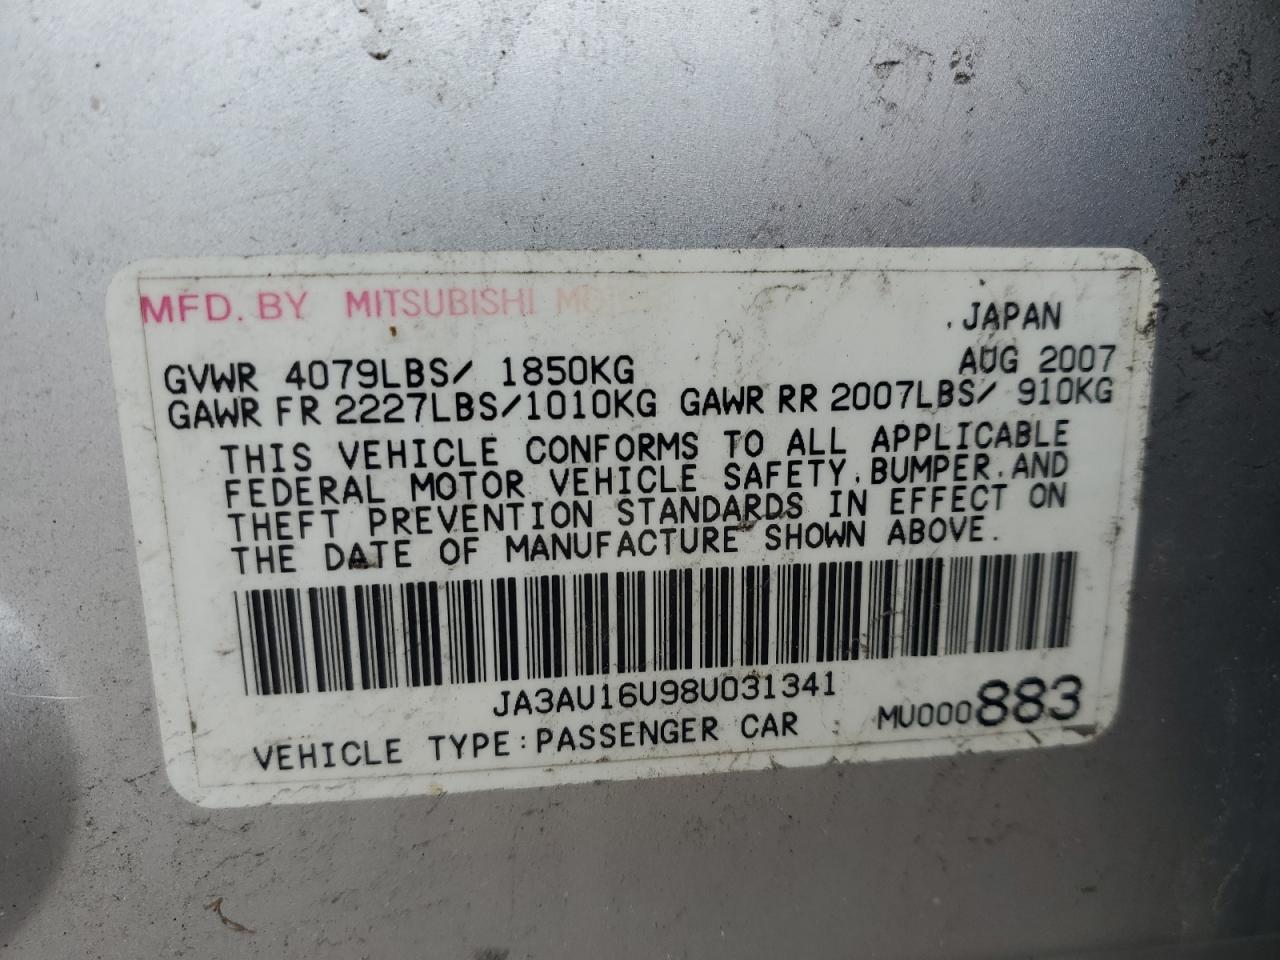 MFD. BY MITSUBISHI
JAPAN
AUG 2007
GVWR 4079LBS/ 1850KG
GAWR FR 2227LBS/1010KG GAWR RR 2007LBS/ 910KG
THIS VEHICLE CONFORMS TO ALL APPLICABLE
FEDERAL MOTOR VEHICLE SAFETY, BUMPER, AND
THEFT PREVENTION STANDARDS IN EFFECT ON
THE DATE OF MANUFACTURE SHOWN ABOVE.
JA3AU16U98U031341
VEHICLE TYPE:PASSENGER CAR MU000883